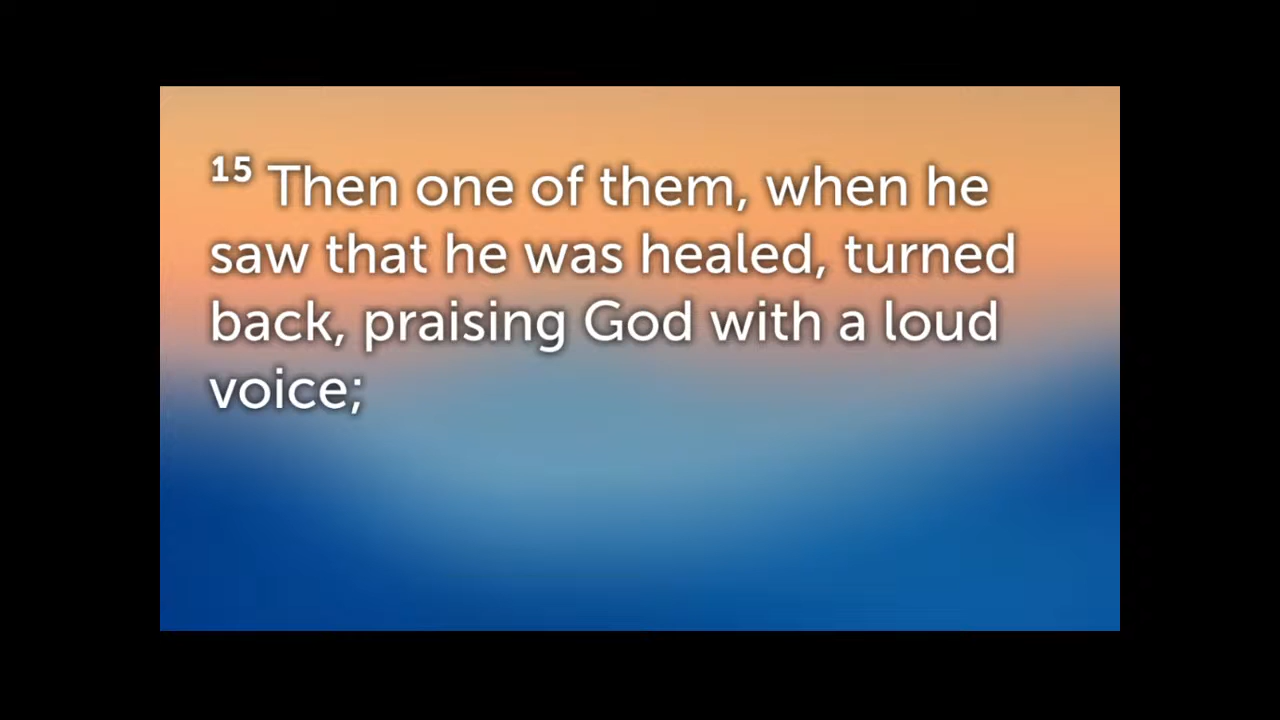 15 Then one of them, when he
saw that he was healed, turned
back, praising God with a loud
voice;